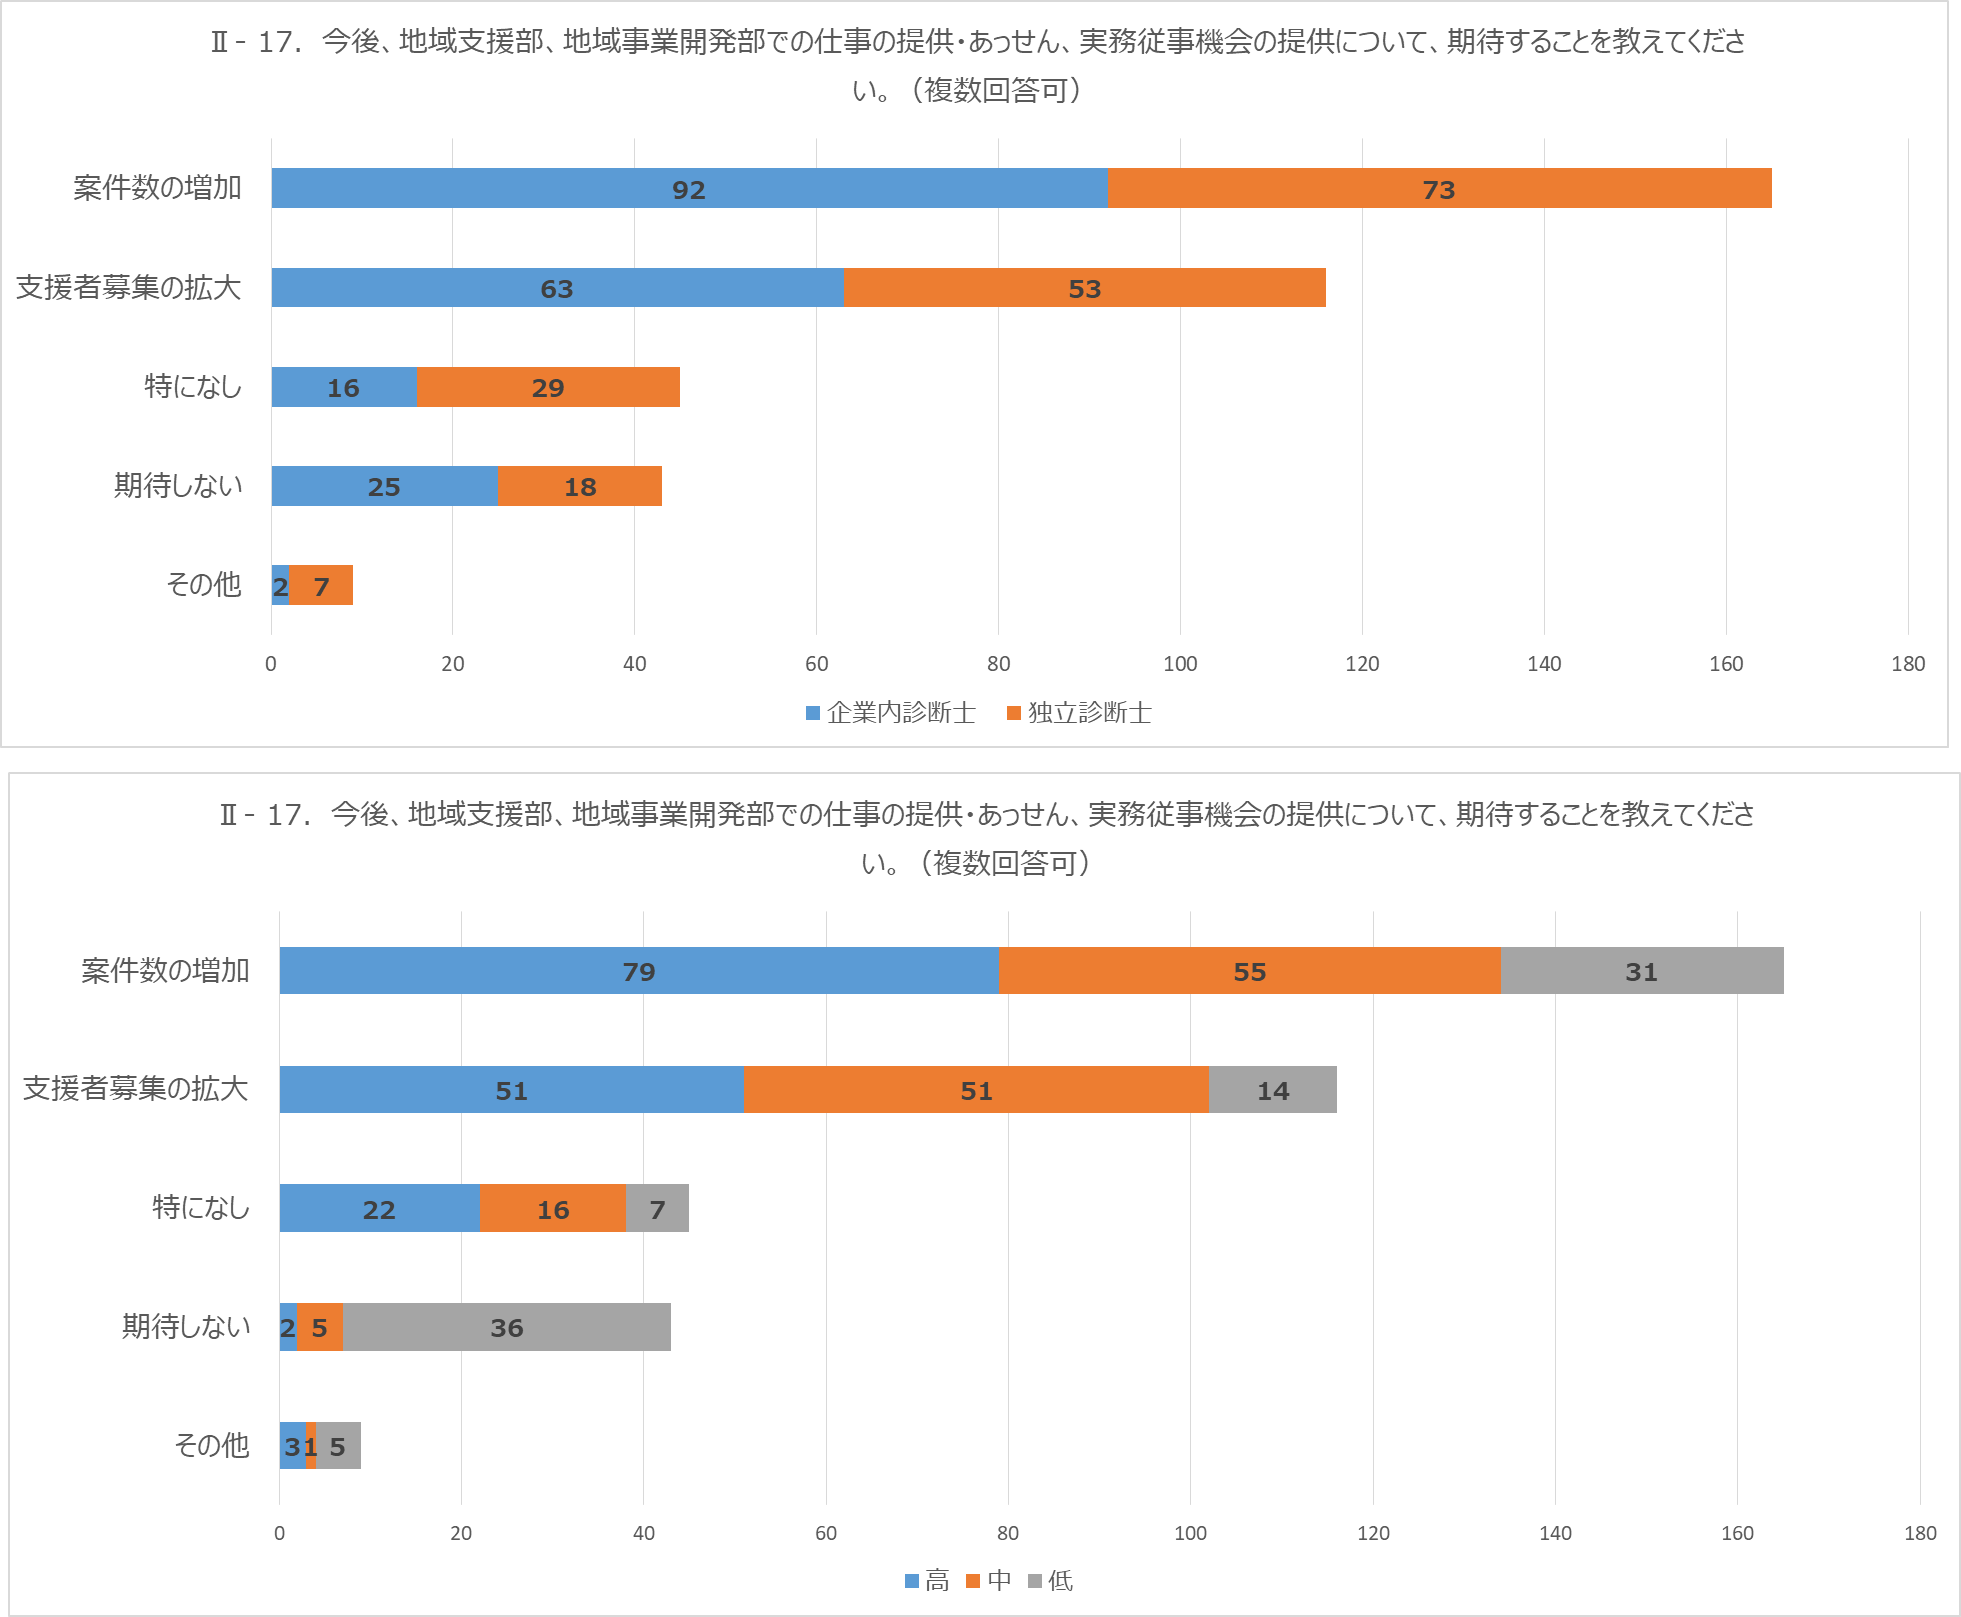 Ⅱ- 17. 今後、地域支援部、地域事業開発部での仕事の提供・あっせん、実務従事機会の提供について、期待することを教えてくださ
い。（複数回答可）
案件数の増加 92 73
支援者募集の拡大 63 53
特になし 16 29
期待しない 25 18
その他 2 7
0 20 40 60 80 100 120 140 160 180
企業内診断士 独立診断士
Ⅱ- 17. 今後、地域支援部、地域事業開発部での仕事の提供・あっせん、実務従事機会の提供について、期待することを教えてくださ
い。（複数回答可）
案件数の増加 79 55 31
支援者募集の拡大 51 51 14
特になし 22 16 7
期待しない 2 5 36
その他 3 1 5
0 20 40 60 80 100 120 140 160 180
高 中 低